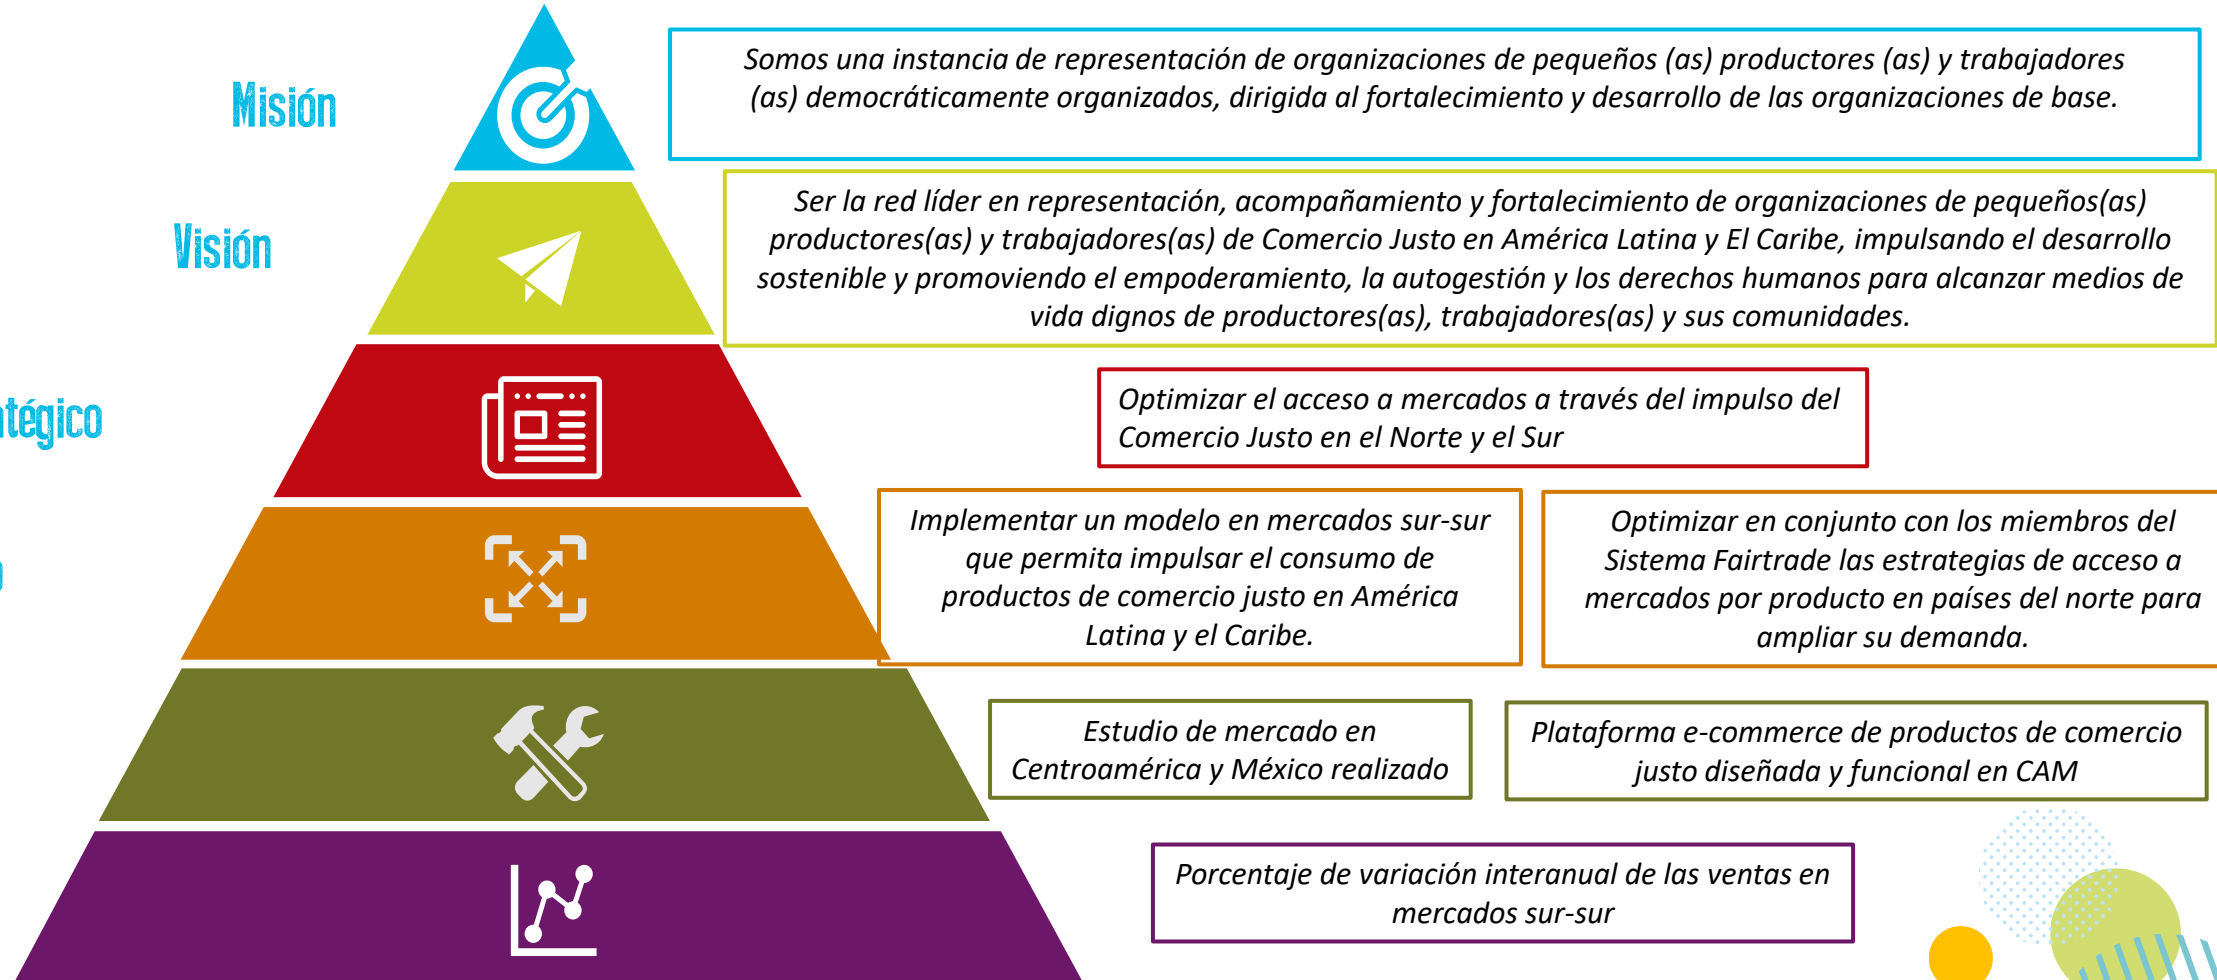 Misión
Somos una instancia de representación de organizaciones de pequeños (as) productores (as) y trabajadores
(as) democráticamente organizados, dirigida al fortalecimiento y desarrollo de las organizaciones de base.
Visión
Ser la red líder en representación, acompañamiento y fortalecimiento de organizaciones de pequeños(as)
productores(as) y trabajadores(as) de Comercio Justo en América Latina y El Caribe, impulsando el desarrollo
sostenible y promoviendo el empoderamiento, la autogestión y los derechos humanos para alcanzar medios de
vida dignos de productores(as), trabajadores(as) y sus comunidades.
tégico
Optimizar el acceso a mercados a través del impulso del
Comercio Justo en el Norte y el Sur
Implementar un modelo en mercados sur-sur
que permita impulsar el consumo de
productos de comercio justo en América
Latina y el Caribe.
Optimizar en conjunto con los miembros del
Sistema Fairtrade las estrategias de acceso a
mercados por producto en países del norte para
ampliar su demanda.
Estudio de mercado en
Centroamérica y México realizado
Plataforma e-commerce de productos de comercio
justo diseñada y funcional en CAM
Porcentaje de variación interanual de las ventas en
mercados sur-sur